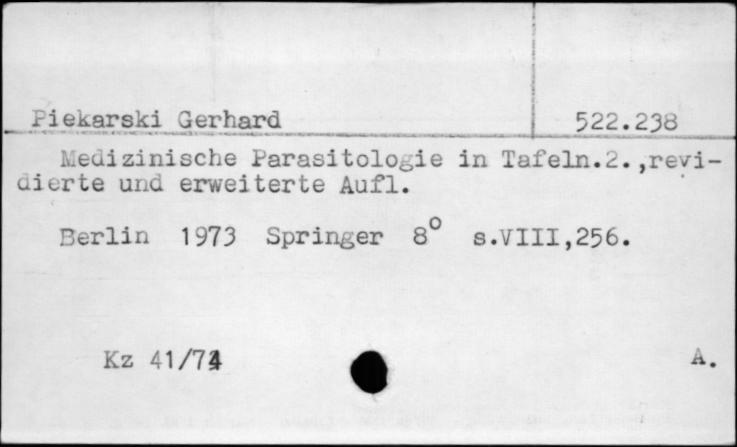 Piekarski Gerhard 522.238
Medizinische Parasitologie in Tafeln.2.,revi-
dierte und erweiterte Aufl.
Berlin 1973 Springer 8° s.VIII,256.
Kz 41/74 A.